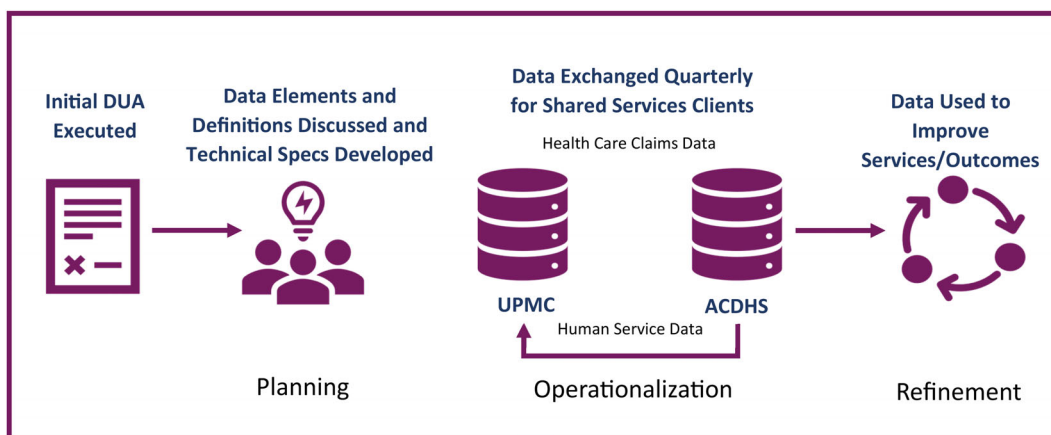 Initial DUA
Executed
Data Elements and
Definitions Discussed and
Technical Specs Developed
Data Exchanged Quarterly
for Shared Services Clients
Health Care Claims Data
UPMC
ACDHS
Human Service Data
Data Used to
Improve
Services/Outcomes
Planning
Operationalization
Refinement